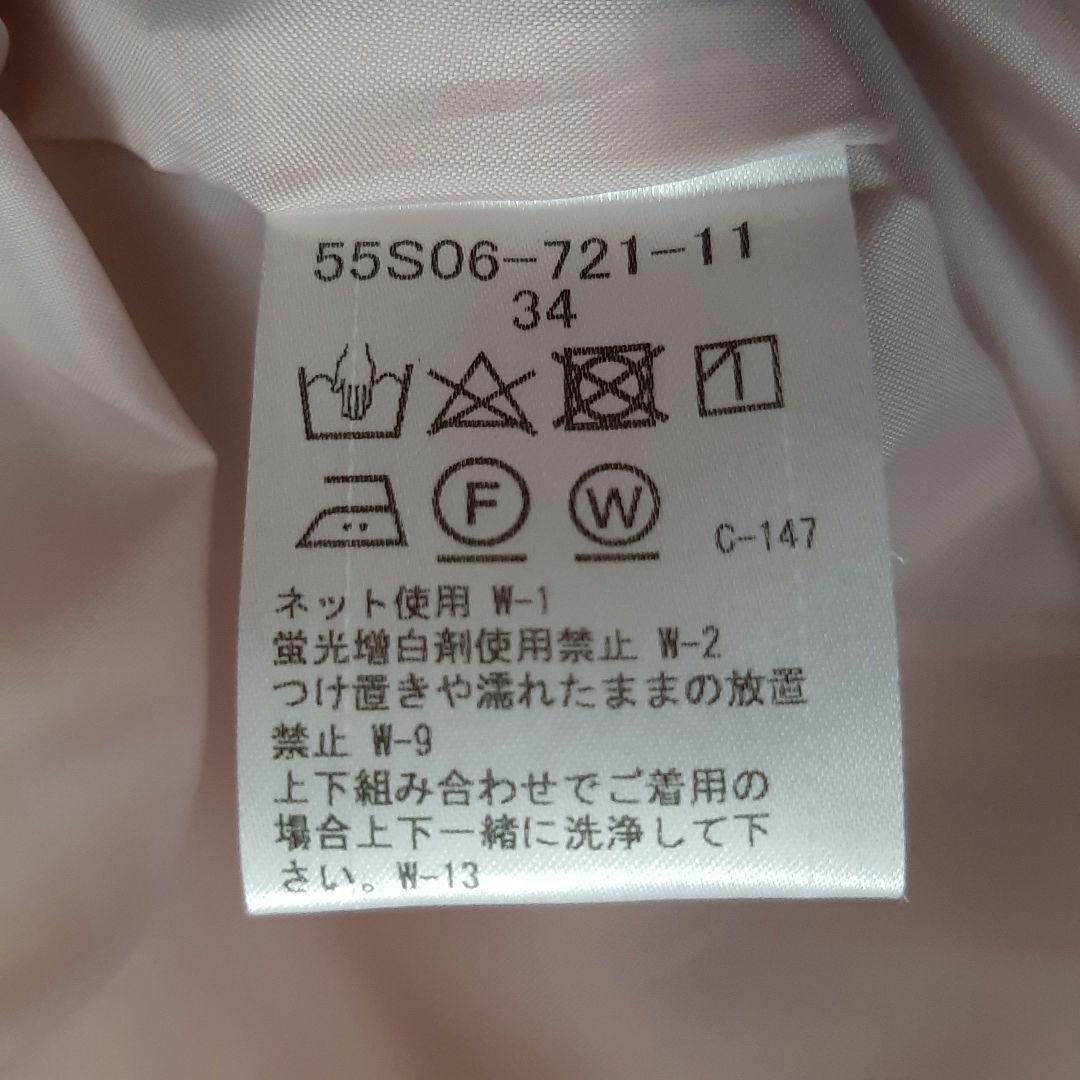 55S06-721-11
34
F W C-147
ネット使用 W-1
蛍光増白剤使用禁止 W-2
つけ置きや濡れたままの放置
禁止 W-9
上下組み合わせでご着用の
場合上下一緒に洗浄して下
さい。W-13